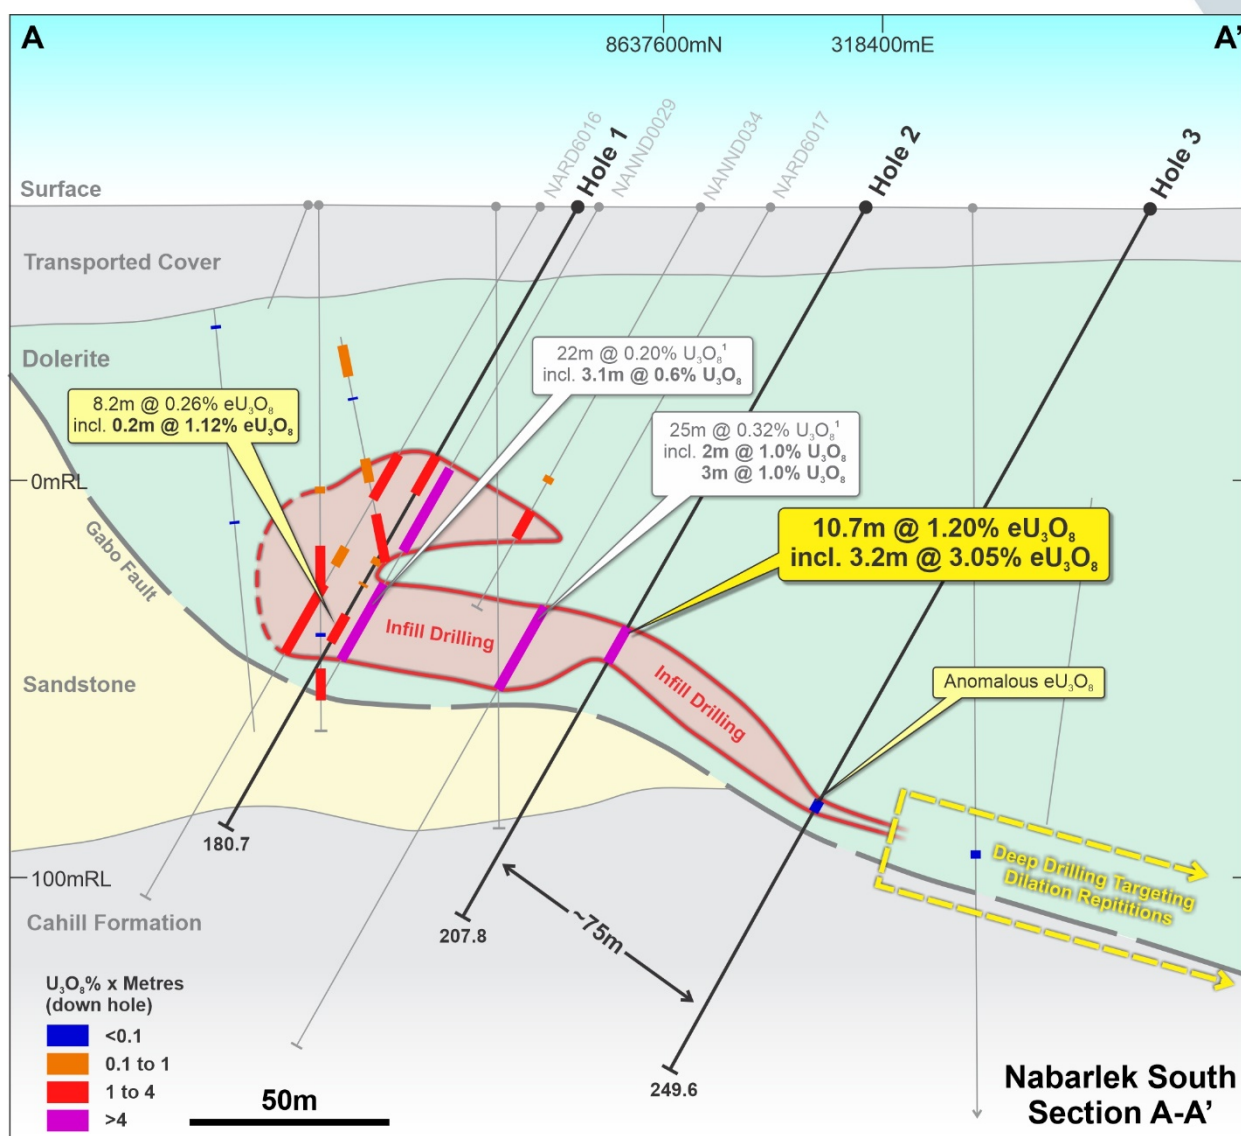 A
8637600mN
318400mE
A'
NARD6016
Hole 1
NANND0029
NANND034
NARD6017
Hole 2
Hole 3
Surface
Transported Cover
Dolerite
22m @ 0.20% U₃O₈¹
incl. 3.1m @ 0.6% U₃O₈
8.2m @ 0.26% eU₃O₈
incl. 0.2m @ 1.12% eU₃O₈
25m @ 0.32% U₃O₈¹
incl. 2m @ 1.0% U₃O₈
3m @ 1.0% U₃O₈
0mRL
10.7m @ 1.20% eU₃O₈
incl. 3.2m @ 3.05% eU₃O₈
Gabo Fault
Infill Drilling
Infill Drilling
Sandstone
Anomalous eU₃O₈
180.7
100mRL
Deep Drilling Targeting
Dilation Repititions
Cahill Formation
207.8
~75m
249.6
U₃O₈% x Metres
(down hole)
<0.1
0.1 to 1
1 to 4
>4
50m
Nabarlek South
Section A-A'